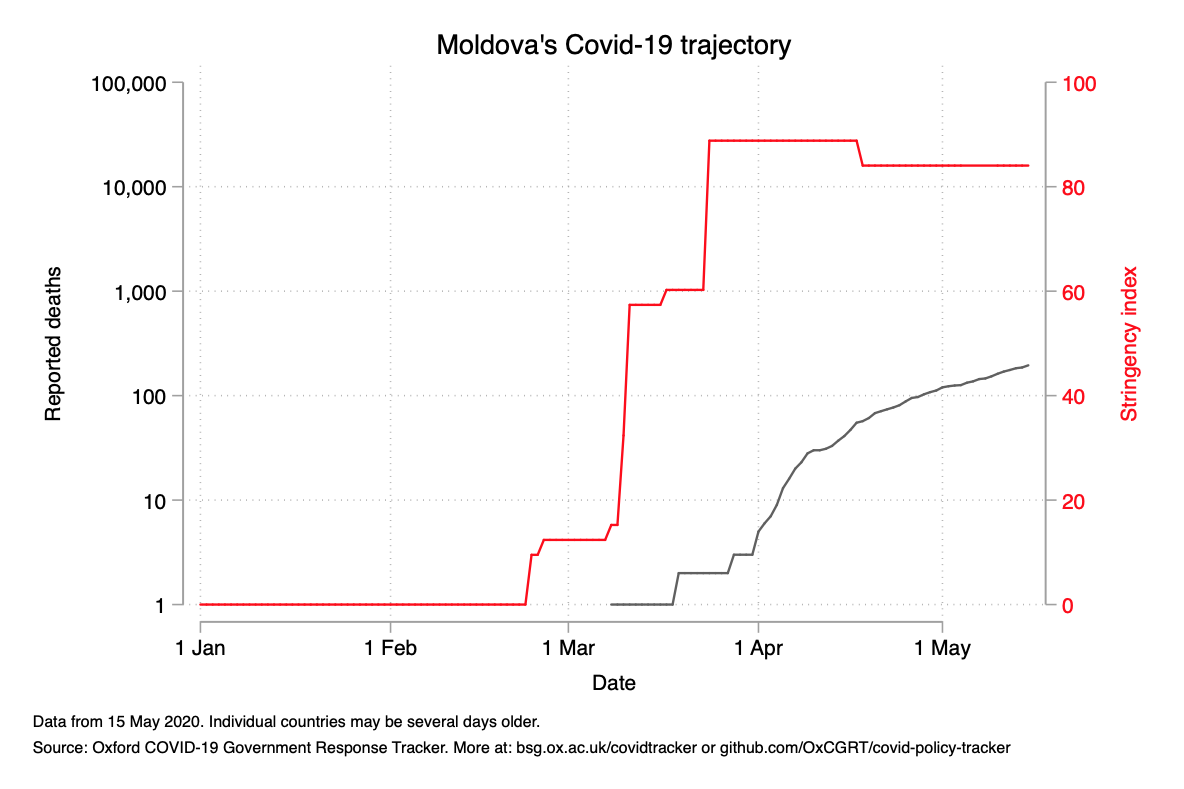 Moldova's Covid-19 trajectory
100,000
10,000
1,000
100
10
1
Reported deaths
100
80
60
40
20
0
Stringency index
1 Jan
1 Feb
1 Mar
1 Apr
1 May
Date
Data from 15 May 2020. Individual countries may be several days older.
Source: Oxford COVID-19 Government Response Tracker. More at: bsg.ox.ac.uk/covidtracker or github.com/OxCGRT/covid-policy-tracker